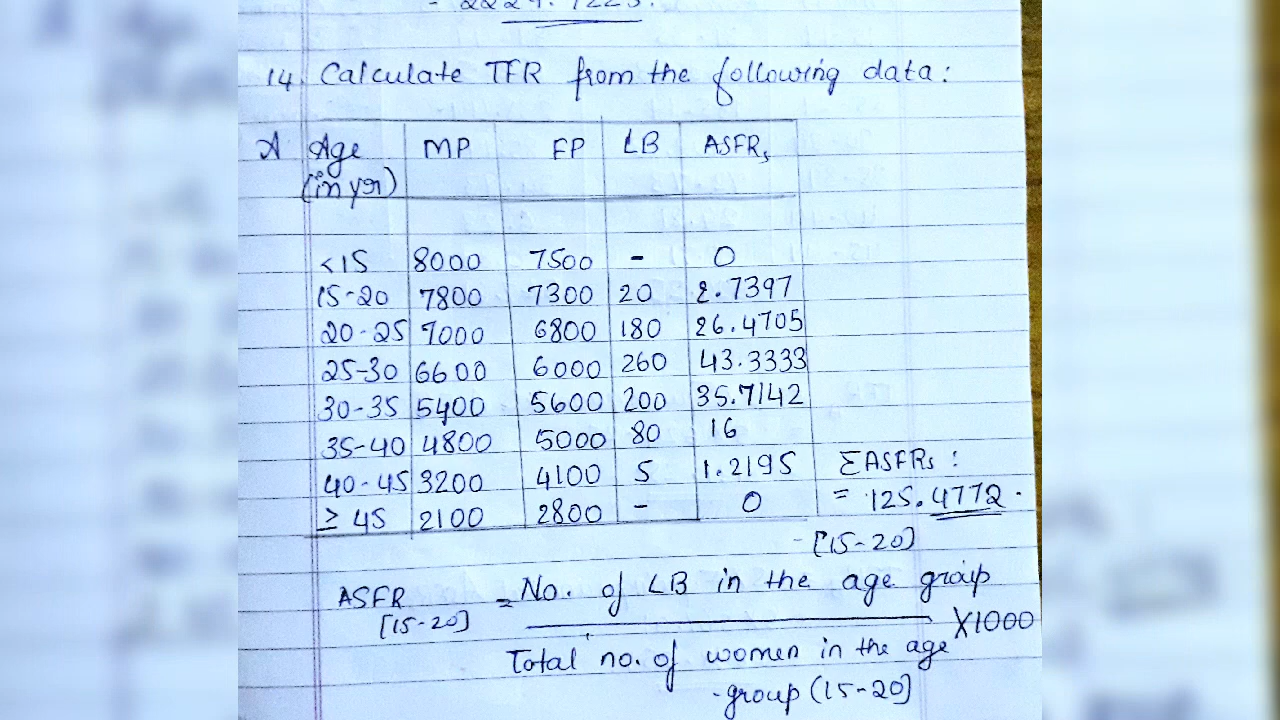 14. Calculate TFR from the following data:
A Age (in yr) MP FP LB ASFRs
<15 8000 7500 - 0
15-20 7800 7300 20 2.7397
20-25 7000 6800 180 26.4705
25-30 6600 6000 260 43.3333
30-35 5400 5600 200 35.7142
35-40 4800 5000 80 16
40-45 3200 4100 5 1.2195 ΣASFRs :
≥ 45 2100 2800 - 0 = 125.4772.
[15-20]
ASFR [15-20] = No. of LB in the age group
X1000
Total no. of women in the age
-group (15-20]